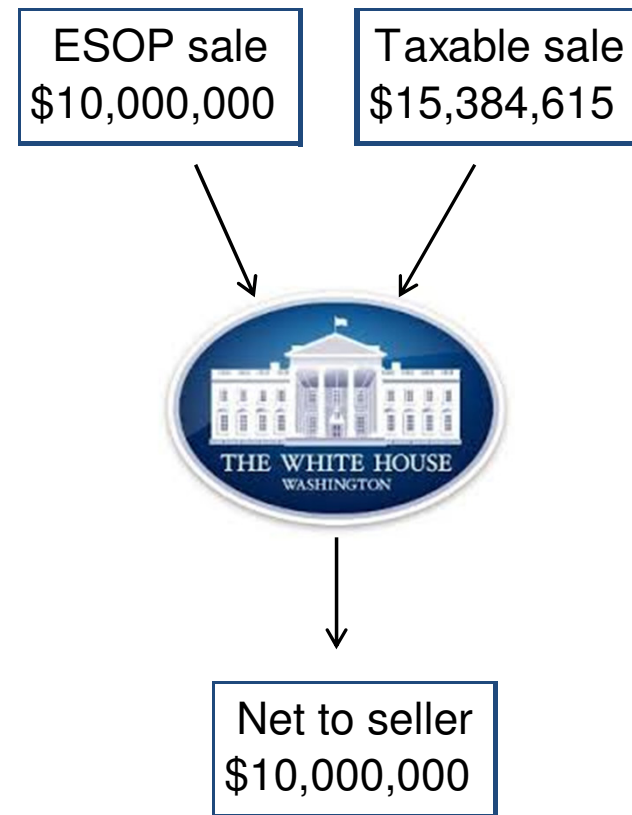 ESOP sale
$10,000,000
Taxable sale
$15,384,615
THE WHITE HOUSE
WASHINGTON
Net to seller
$10,000,000